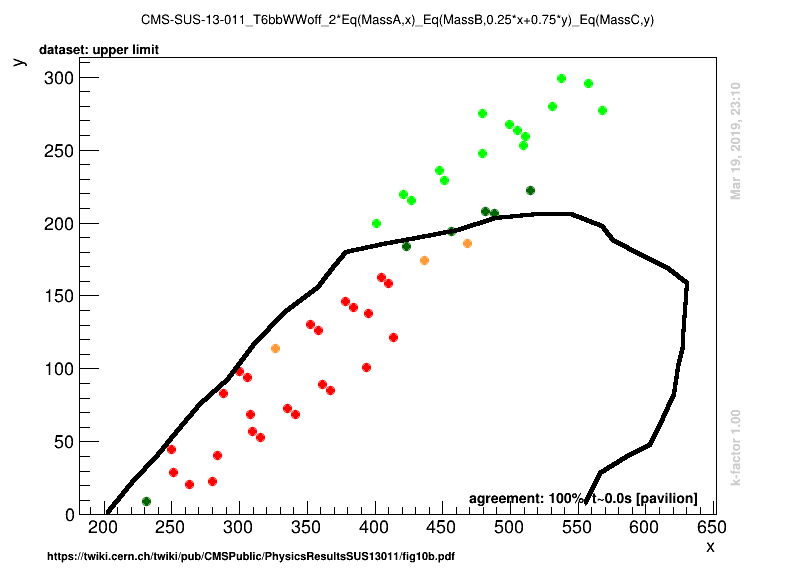 CMS-SUS-13-011_T6bbWWoff_2*Eq(MassA,x)_Eq(MassB,0.25*x+0.75*y)_Eq(MassC,y)
dataset: upper limit
y
300
250
200
150
100
50
0
200 250 300 350 400 450 500 550 600 650
x
agreement: 100%, t~0.0s [pavilion]
https://twiki.cern.ch/twiki/pub/CMSPublic/PhysicsResultsSUS13011/fig10b.pdf
Mar 19, 2019, 23:10
k-factor 1.00